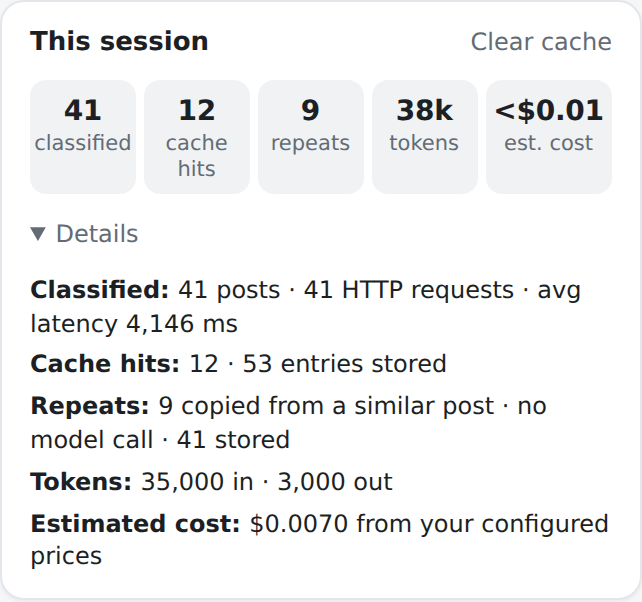 This session
Clear cache
41
classified
12
cache
hits
9
repeats
38k
tokens
<$0.01
est. cost
▼ Details
Classified: 41 posts · 41 HTTP requests · avg
latency 4,146 ms
Cache hits: 12 · 53 entries stored
Repeats: 9 copied from a similar post · no
model call · 41 stored
Tokens: 35,000 in · 3,000 out
Estimated cost: $0.0070 from your configured
prices